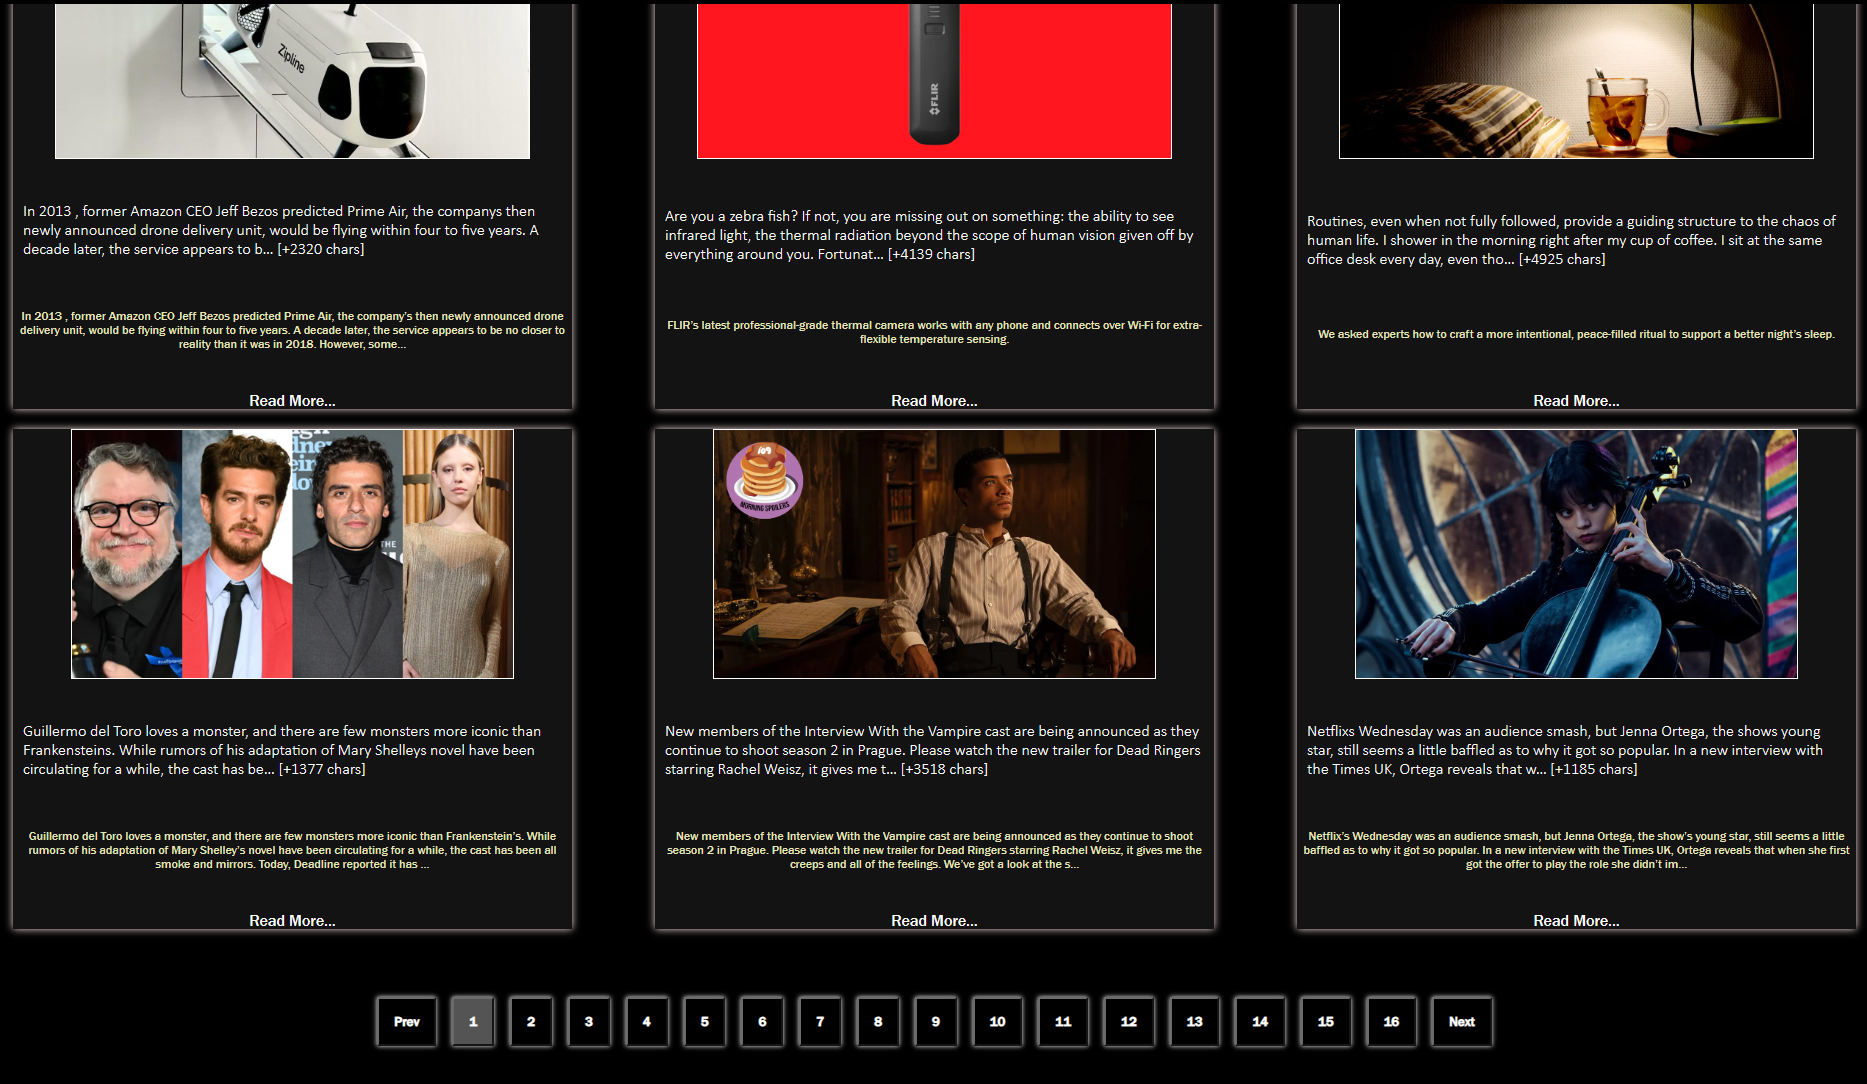 Zipline
FLIR
In 2013 , former Amazon CEO Jeff Bezos predicted Prime Air, the companys then
newly announced drone delivery unit, would be flying within four to five years. A
decade later, the service appears to b... [+2320 chars]
In 2013 , former Amazon CEO Jeff Bezos predicted Prime Air, the company's then newly announced drone
delivery unit, would be flying within four to five years. A decade later, the service appears to be no closer to
reality than it was in 2018. However, some...
Read More...
Are you a zebra fish? If not, you are missing out on something: the ability to see
infrared light, the thermal radiation beyond the scope of human vision given off by
everything around you. Fortunat... [+4139 chars]
FLIR's latest professional-grade thermal camera works with any phone and connects over Wi-Fi for extra-
flexible temperature sensing.
Read More...
Routines, even when not fully followed, provide a guiding structure to the chaos of
human life. I shower in the morning right after my cup of coffee. I sit at the same
office desk every day, even tho... [+4925 chars]
We asked experts how to craft a more intentional, peace-filled ritual to support a better night's sleep.
Read More...
THE
Guillermo del Toro loves a monster, and there are few monsters more iconic than
Frankensteins. While rumors of his adaptation of Mary Shelleys novel have been
circulating for a while, the cast has be... [+1377 chars]
Guillermo del Toro loves a monster, and there are few monsters more iconic than Frankenstein's. While
rumors of his adaptation of Mary Shelley's novel have been circulating for a while, the cast has been all
smoke and mirrors. Today, Deadline reported it has ...
Read More...
io9
MORNING SPOILERS
New members of the Interview With the Vampire cast are being announced as they
continue to shoot season 2 in Prague. Please watch the new trailer for Dead Ringers
starring Rachel Weisz, it gives me t... [+3518 chars]
New members of the Interview With the Vampire cast are being announced as they continue to shoot
season 2 in Prague. Please watch the new trailer for Dead Ringers starring Rachel Weisz, it gives me the
creeps and all of the feelings. We've got a look at the s...
Read More...
Netflixs Wednesday was an audience smash, but Jenna Ortega, the shows young
star, still seems a little baffled as to why it got so popular. In a new interview with
the Times UK, Ortega reveals that w... [+1185 chars]
Netflix's Wednesday was an audience smash, but Jenna Ortega, the show's young star, still seems a little
baffled as to why it got so popular. In a new interview with the Times UK, Ortega reveals that when she first
got the offer to play the role she didn't im...
Read More...
Prev 1 2 3 4 5 6 7 8 9 10 11 12 13 14 15 16 Next